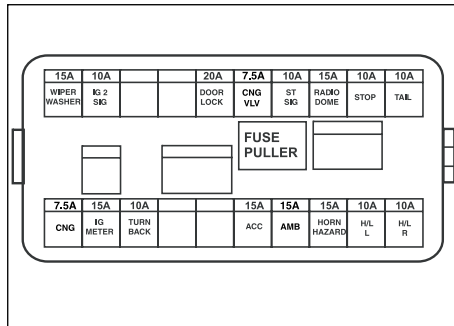 15A 10A 20A 7.5A 10A 15A 10A 10A
WIPER WASHER IG 2 SIG DOOR LOCK CNG VLV ST SIG RADIO DOME STOP TAIL
FUSE
PULLER
7.5A 15A 10A 15A 15A 15A 10A 10A
CNG IG METER TURN BACK ACC AMB HORN HAZARD H/L L H/L R